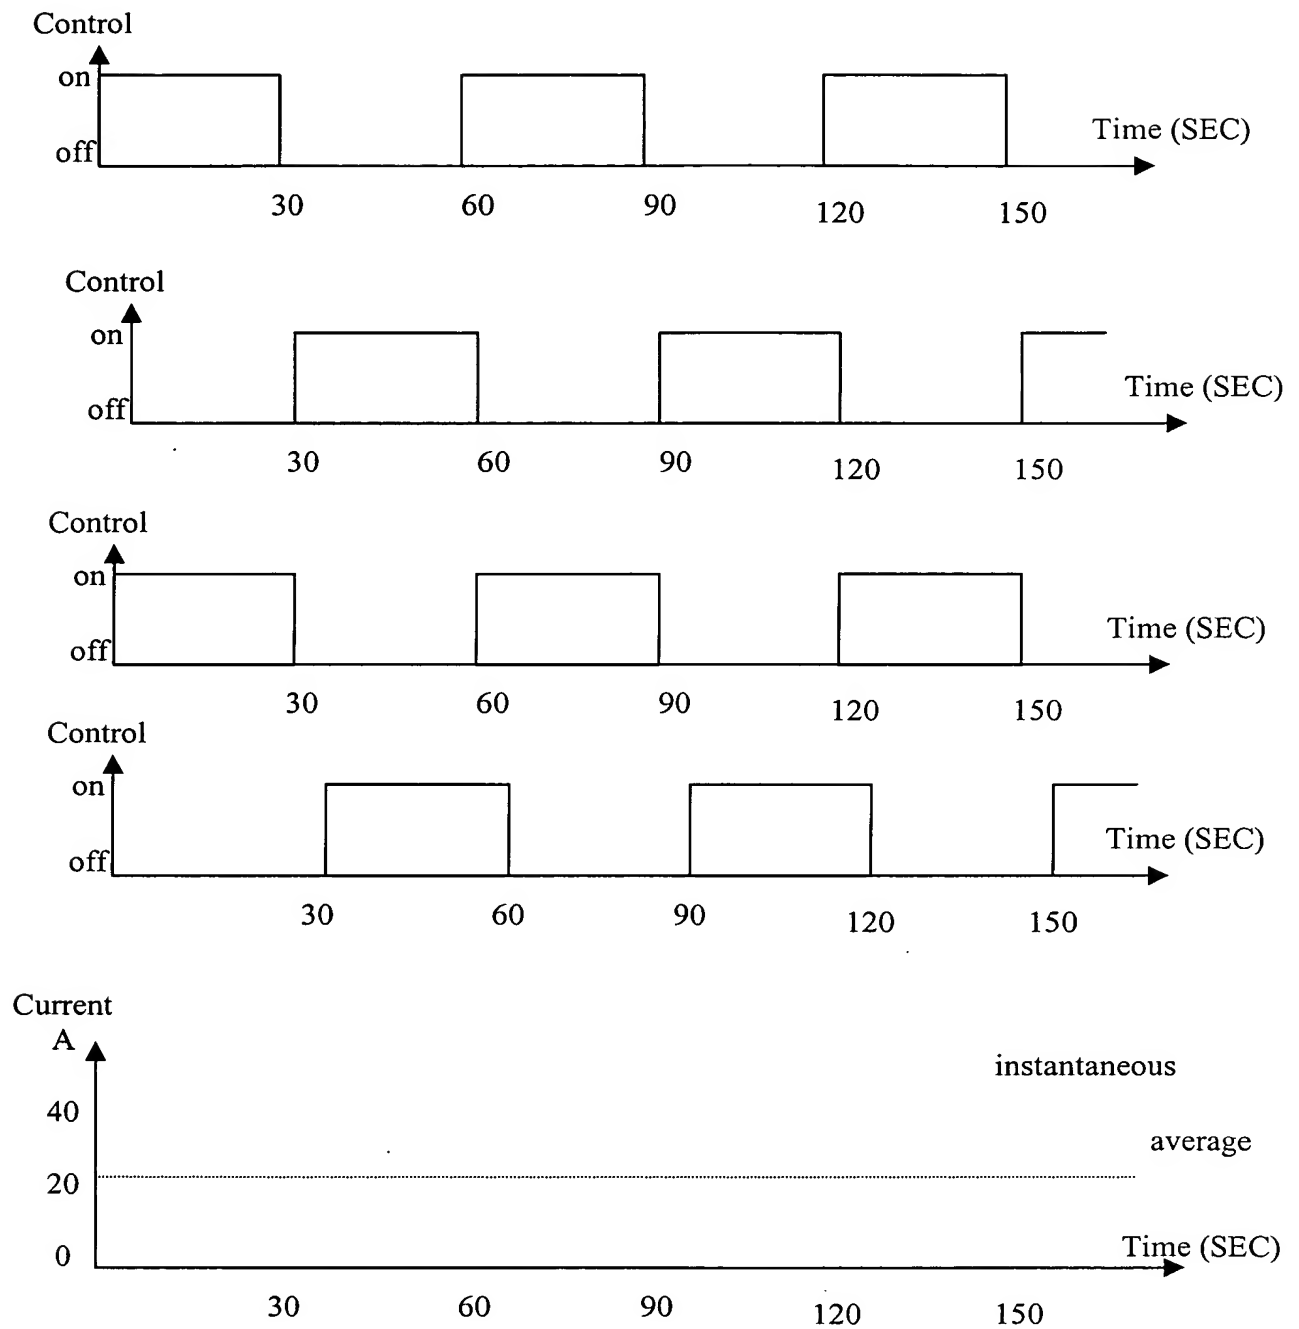 Control
on
off
Time (SEC)
30 60 90 120 150
Control
on
off
Time (SEC)
30 60 90 120 150
Control
on
off
Time (SEC)
30 60 90 120 150
Control
on
off
Time (SEC)
30 60 90 120 150
Current
A
instantaneous
40
average
20
0
Time (SEC)
30 60 90 120 150